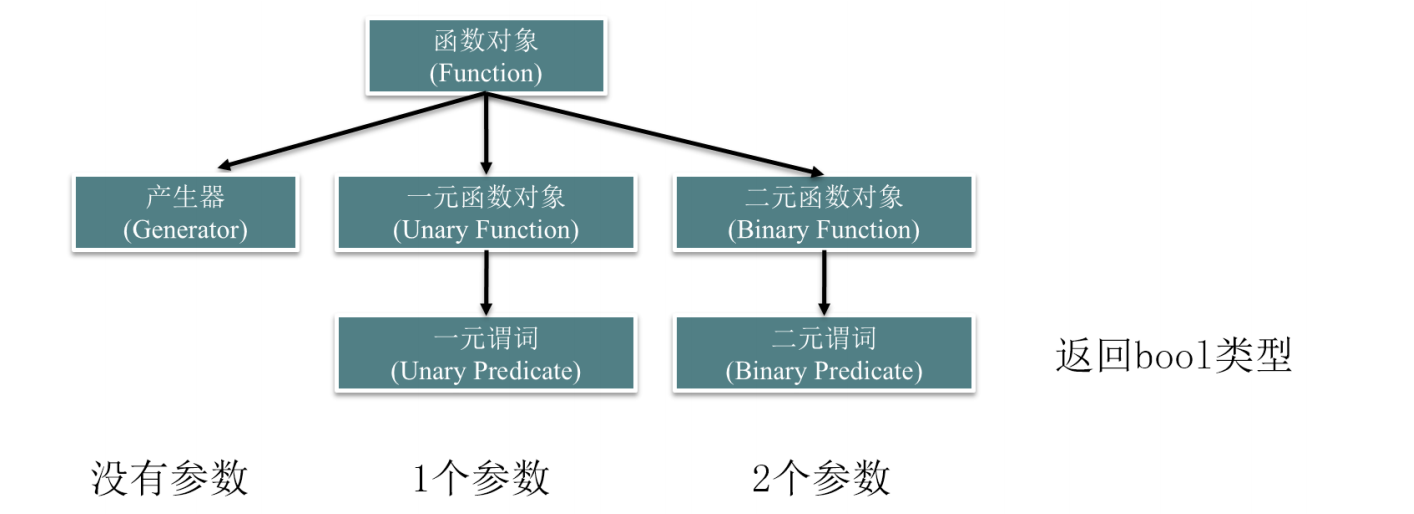 函数对象
(Function)
产生器
(Generator)
一元函数对象
(Unary Function)
二元函数对象
(Binary Function)
一元谓词
(Unary Predicate)
二元谓词
(Binary Predicate)
返回bool类型
没有参数
1个参数
2个参数